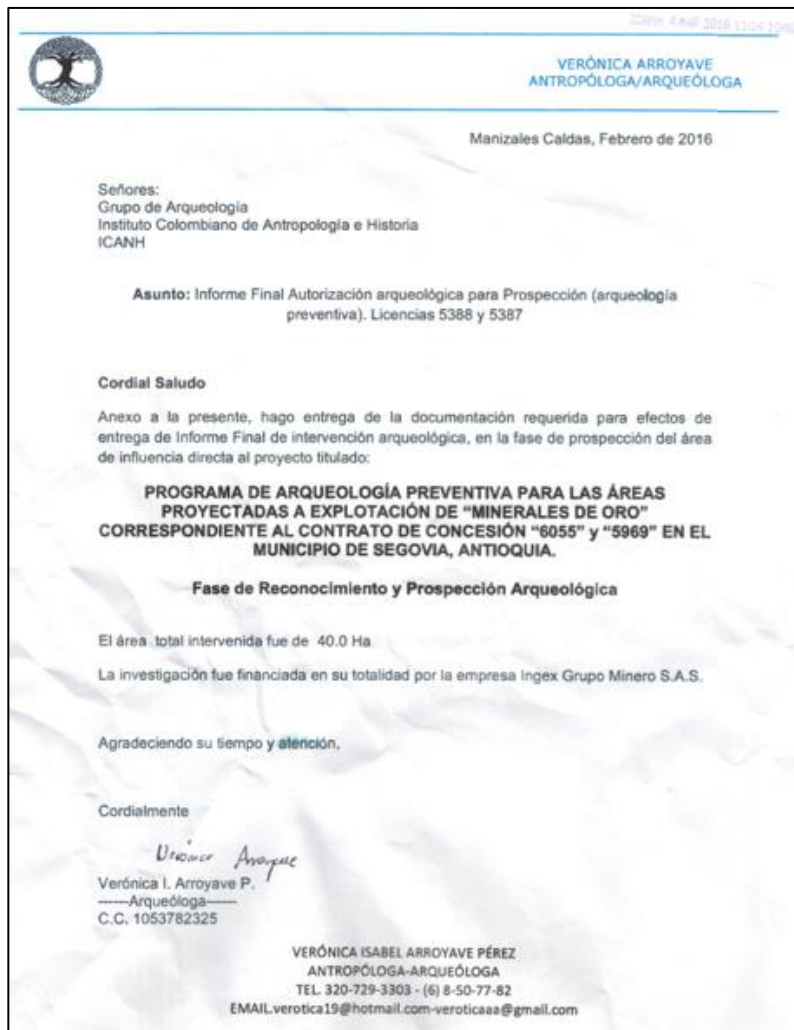 4 MAR 2016 11:04
VERÓNICA ARROYAVE
ANTROPÓLOGA/ARQUEÓLOGA
Manizales Caldas, Febrero de 2016
Señores:
Grupo de Arqueología
Instituto Colombiano de Antropología e Historia
ICANH
Asunto: Informe Final Autorización arqueológica para Prospección (arqueología
preventiva). Licencias 5388 y 5387
Cordial Saludo
Anexo a la presente, hago entrega de la documentación requerida para efectos de
entrega de Informe Final de intervención arqueológica, en la fase de prospección del área
de influencia directa al proyecto titulado:
PROGRAMA DE ARQUEOLOGÍA PREVENTIVA PARA LAS ÁREAS
PROYECTADAS A EXPLOTACIÓN DE “MINERALES DE ORO”
CORRESPONDIENTE AL CONTRATO DE CONCESIÓN “6055” y “5969” EN EL
MUNICIPIO DE SEGOVIA, ANTIOQUIA.
Fase de Reconocimiento y Prospección Arqueológica
El área total intervenida fue de 40.0 Ha
La investigación fue financiada en su totalidad por la empresa Ingex Grupo Minero S.A.S.
Agradeciendo su tiempo y atención,
Cordialmente
Verónica Arroyave
Verónica I. Arroyave P.
------Arqueóloga------
C.C. 1053782325
VERÓNICA ISABEL ARROYAVE PÉREZ
ANTROPÓLOGA-ARQUEÓLOGA
TEL. 320-729-3303 - (6) 8-50-77-82
EMAIL.verotica19@hotmail.com-veroticaaa@gmail.com